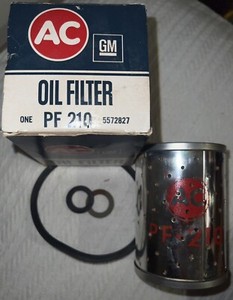 AC
GM
OIL FILTER
ONE PF 210 5572827
AC
PF-210